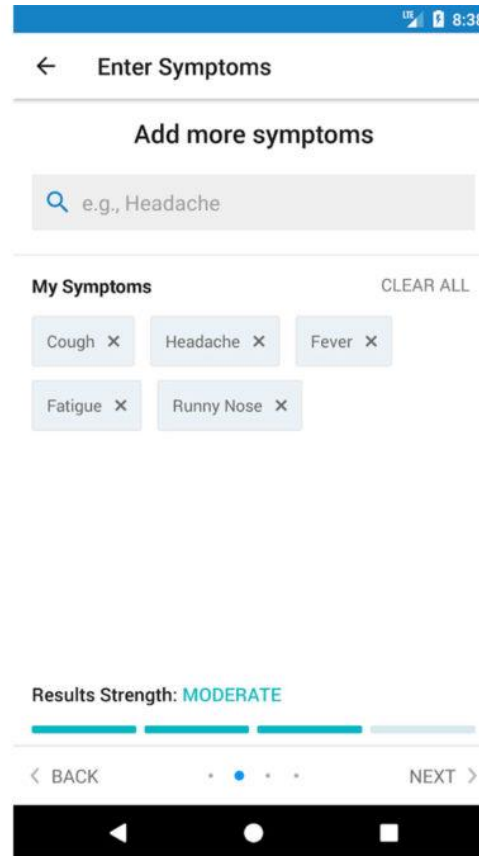 LTE 8:38
Enter Symptoms
Add more symptoms
e.g., Headache
My Symptoms CLEAR ALL
Cough × Headache × Fever ×
Fatigue × Runny Nose ×
Results Strength: MODERATE
< BACK NEXT >